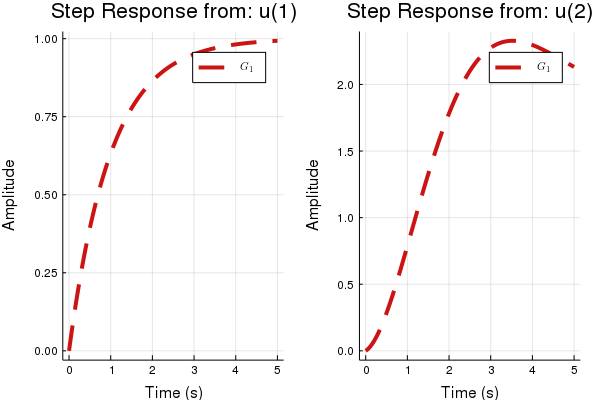 Step Response from: u(1)
Amplitude
1.00
0.75
0.50
0.25
0.00
0 1 2 3 4 5
Time (s)
G₁
Step Response from: u(2)
Amplitude
2.0
1.5
1.0
0.5
0.0
0 1 2 3 4 5
Time (s)
G₁